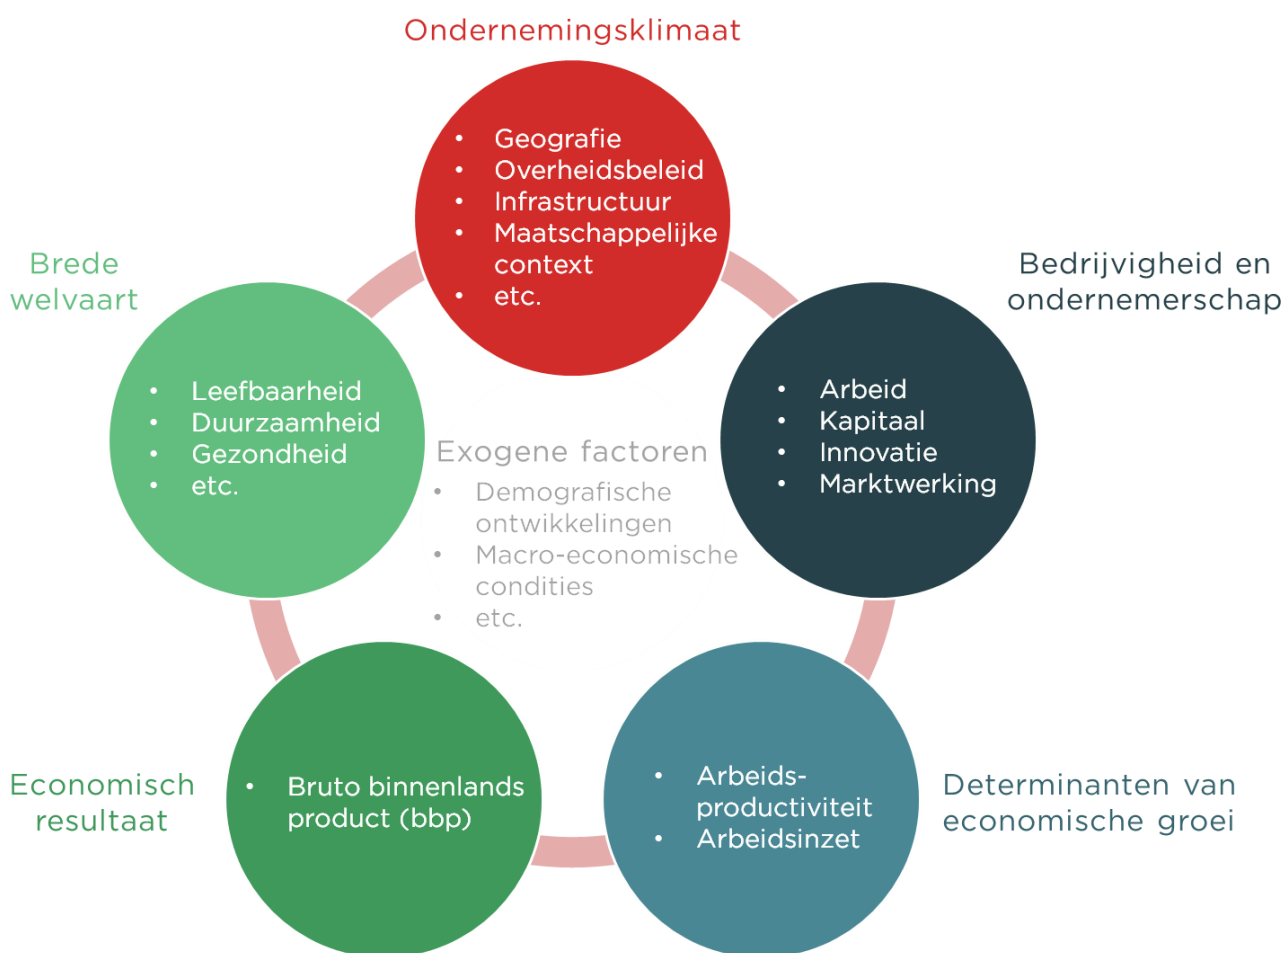 Ondernemingsklimaat
• Geografie
• Overheidsbeleid
• Infrastructuur
• Maatschappelijke
context
• etc.
Bedrijvigheid en
ondernemerschap
• Arbeid
• Kapitaal
• Innovatie
• Marktwerking
Determinanten van
economische groei
• Arbeids-
productiviteit
• Arbeidsinzet
Economisch
resultaat
• Bruto binnenlands
product (bbp)
Brede
welvaart
• Leefbaarheid
• Duurzaamheid
• Gezondheid
• etc.
Exogene factoren
• Demografische
ontwikkelingen
• Macro-economische
condities
• etc.